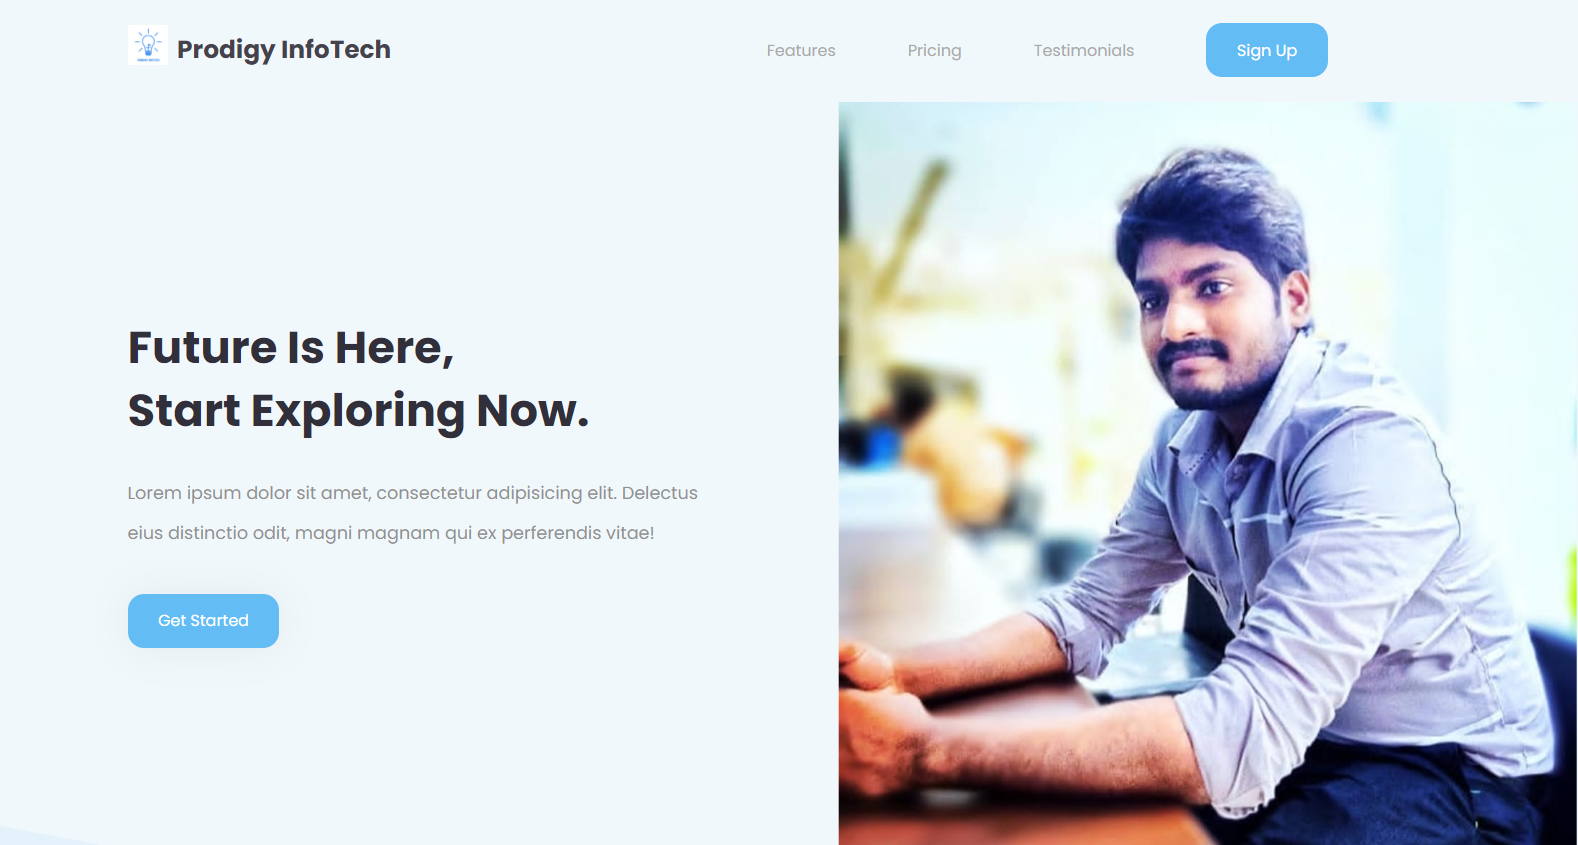 Prodigy InfoTech
Features
Pricing
Testimonials
Sign Up
Future Is Here,
Start Exploring Now.
Lorem ipsum dolor sit amet, consectetur adipisicing elit. Delectus
eius distinctio odit, magni magnam qui ex perferendis vitae!
Get Started